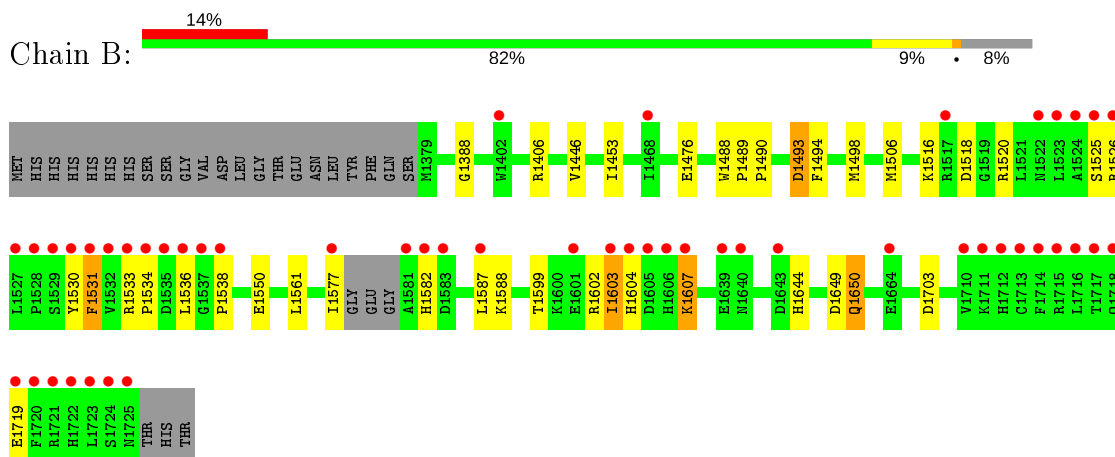 14%
Chain B:
82% 9% • 8%
MET HIS HIS HIS HIS HIS HIS SER SER GLY VAL ASP LEU GLY THR GLU ASN LEU TYR PHE GLN SER M1379 G1388 W1402 R1406 V1446 I1453 I1468 E1476 W1488 P1489 P1490 D1493 F1494 M1498 M1506 K1516 R1517 D1518 G1519 R1520 L1521 N1522 L1523 A1524 S1525 R1526
L1527 P1528 S1529 Y1530 F1531 V1532 R1533 P1534 D1535 L1536 G1537 P1538 E1550 L1561 I1577 GLY GLU GLY A1581 H1582 D1583 L1587 K1588 T1599 K1600 E1601 R1602 I1603 H1604 D1605 H1606 K1607 E1639 N1640 D1643 H1644 D1649 Q1650 E1664 D1703 V1710 K1711 H1712 C1713 F1714 R1715 L1716 T1717
E1719 F1720 R1721 H1722 L1723 S1724 N1725 THR HIS THR